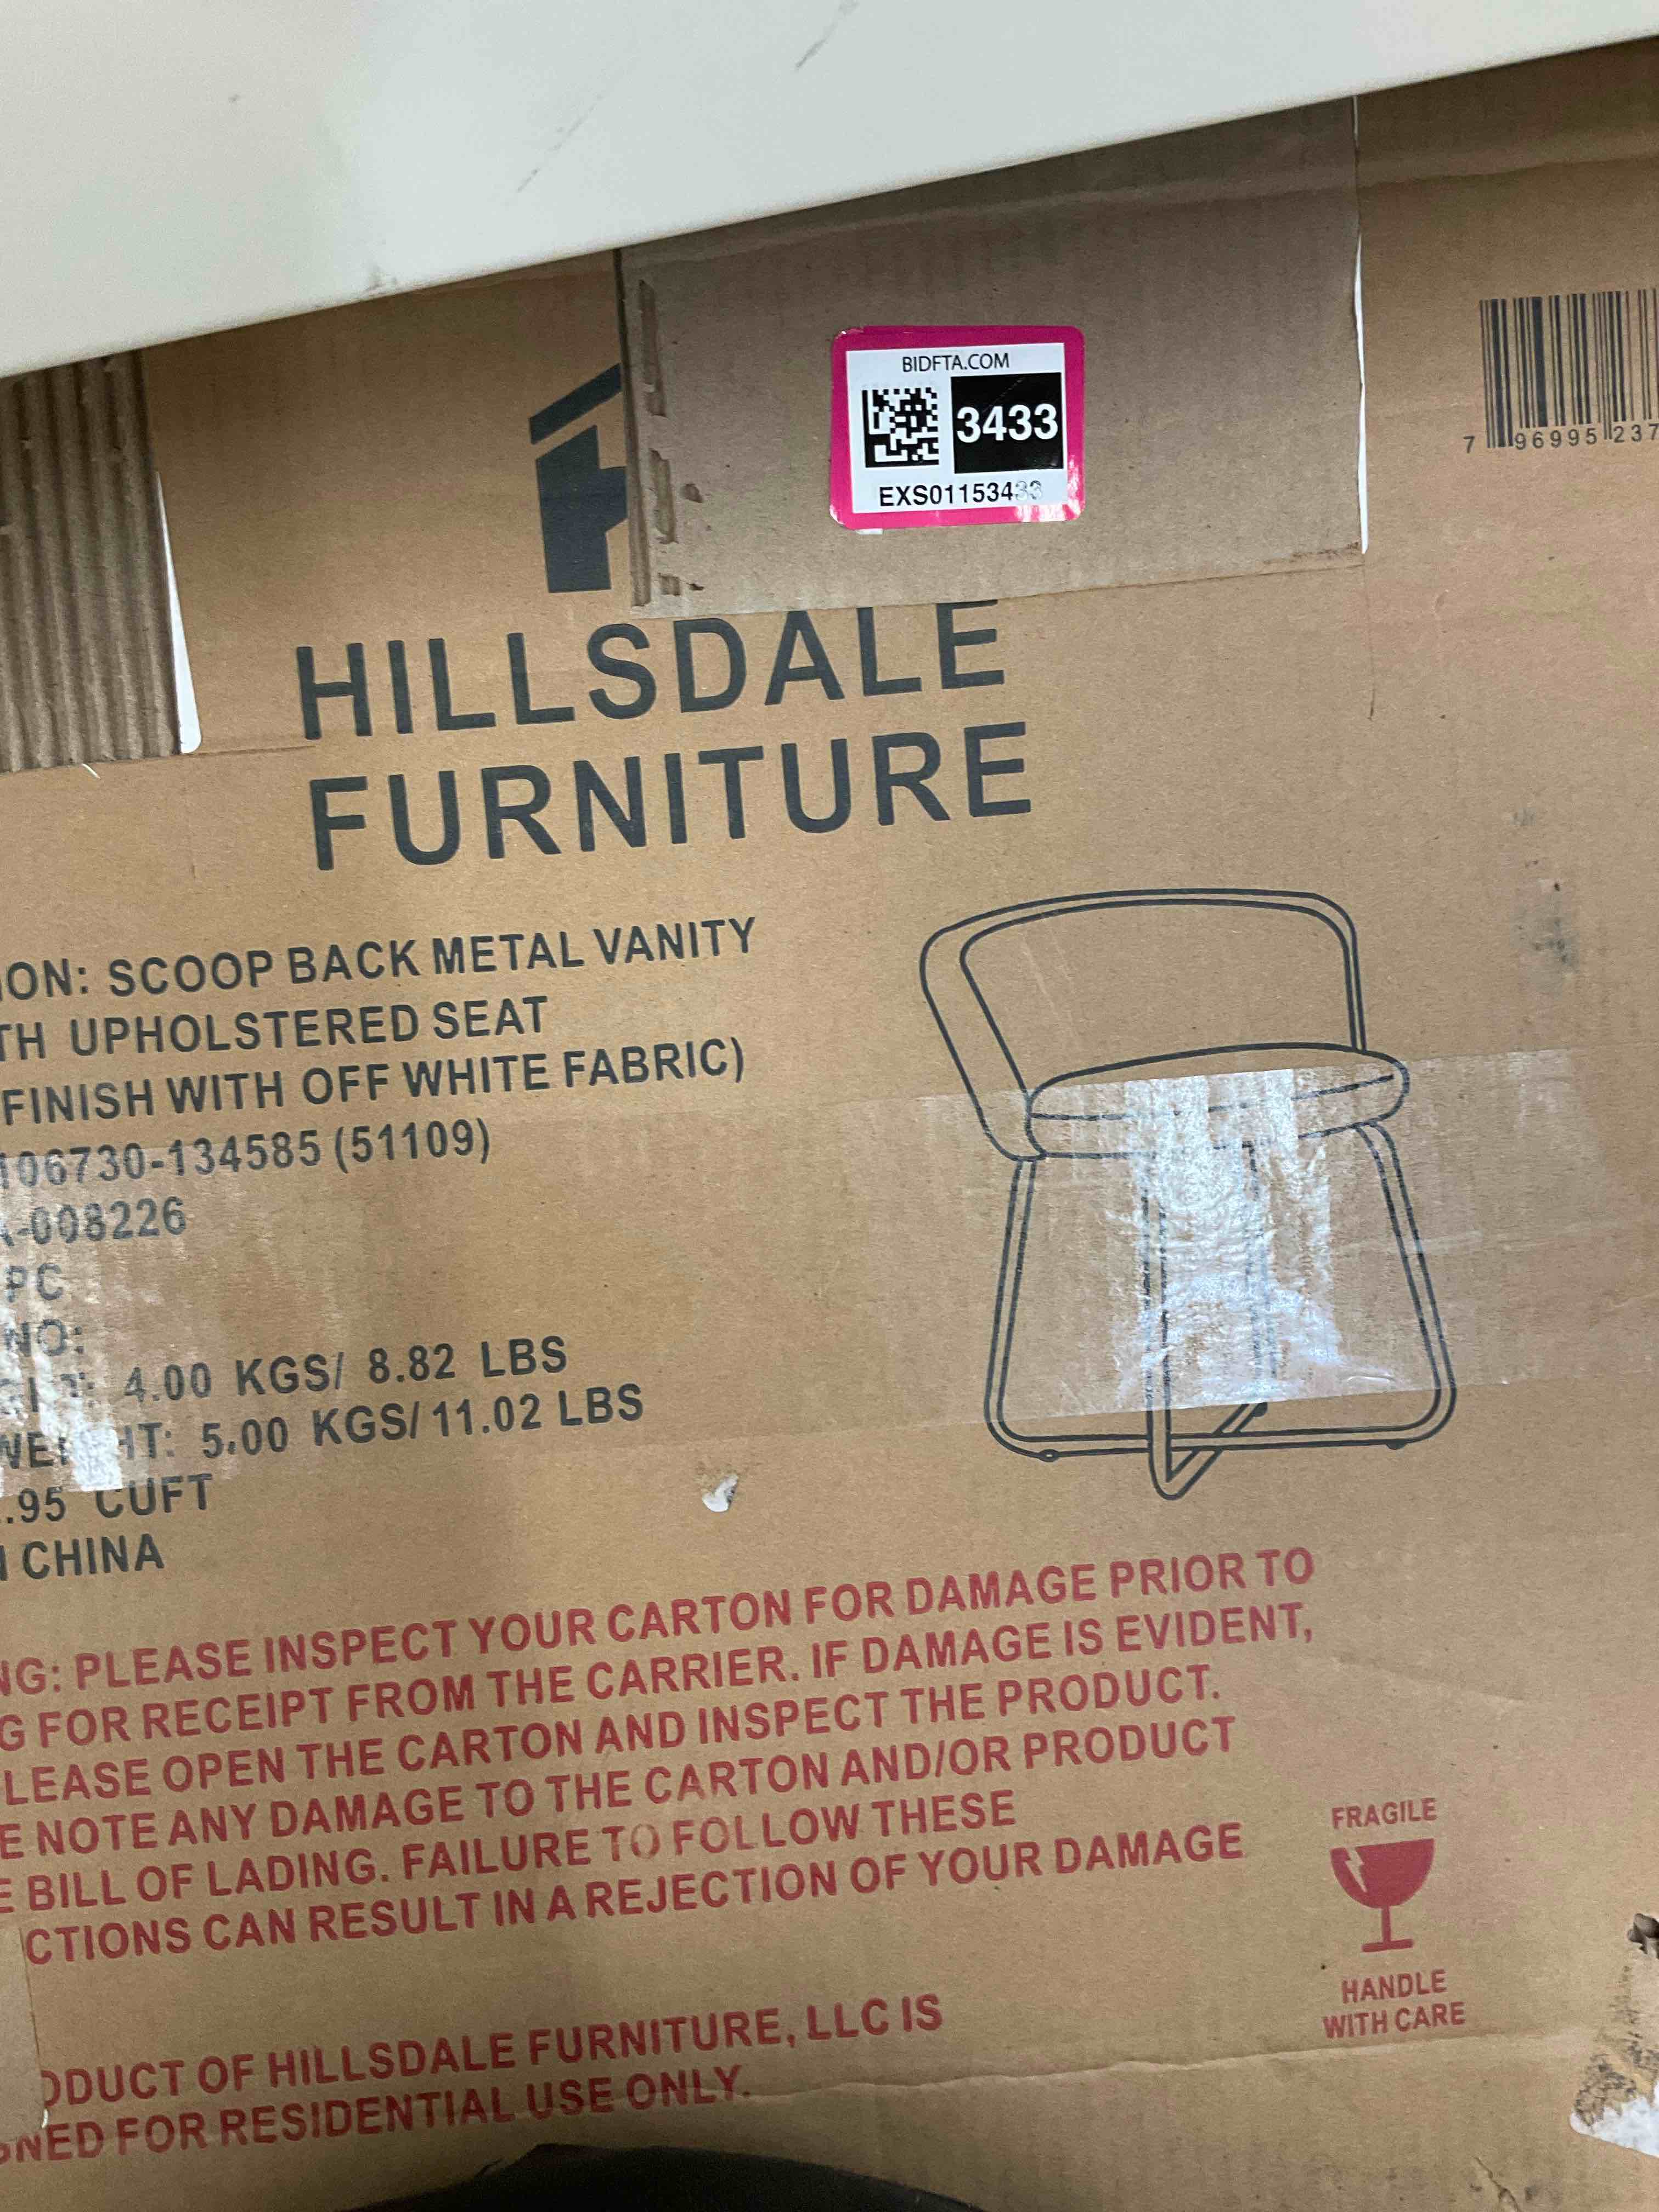 BIDFTA.COM
3433
EXS0115343
7 96995 237
HILLSDALE
FURNITURE
ON: SCOOP BACK METAL VANITY
TH UPHOLSTERED SEAT
FINISH WITH OFF WHITE FABRIC)
106730-134585 (51109)
-008226
PC
NO:
4.00 KGS/ 8.82 LBS
HT: 5.00 KGS/ 11.02 LBS
.95 CUFT
CHINA
NG: PLEASE INSPECT YOUR CARTON FOR DAMAGE PRIOR TO
G FOR RECEIPT FROM THE CARRIER. IF DAMAGE IS EVIDENT,
LEASE OPEN THE CARTON AND INSPECT THE PRODUCT.
E NOTE ANY DAMAGE TO THE CARTON AND/OR PRODUCT
E BILL OF LADING. FAILURE TO FOLLOW THESE
CTIONS CAN RESULT IN A REJECTION OF YOUR DAMAGE
FRAGILE
HANDLE
WITH CARE
ODUCT OF HILLSDALE FURNITURE, LLC IS
GNED FOR RESIDENTIAL USE ONLY.